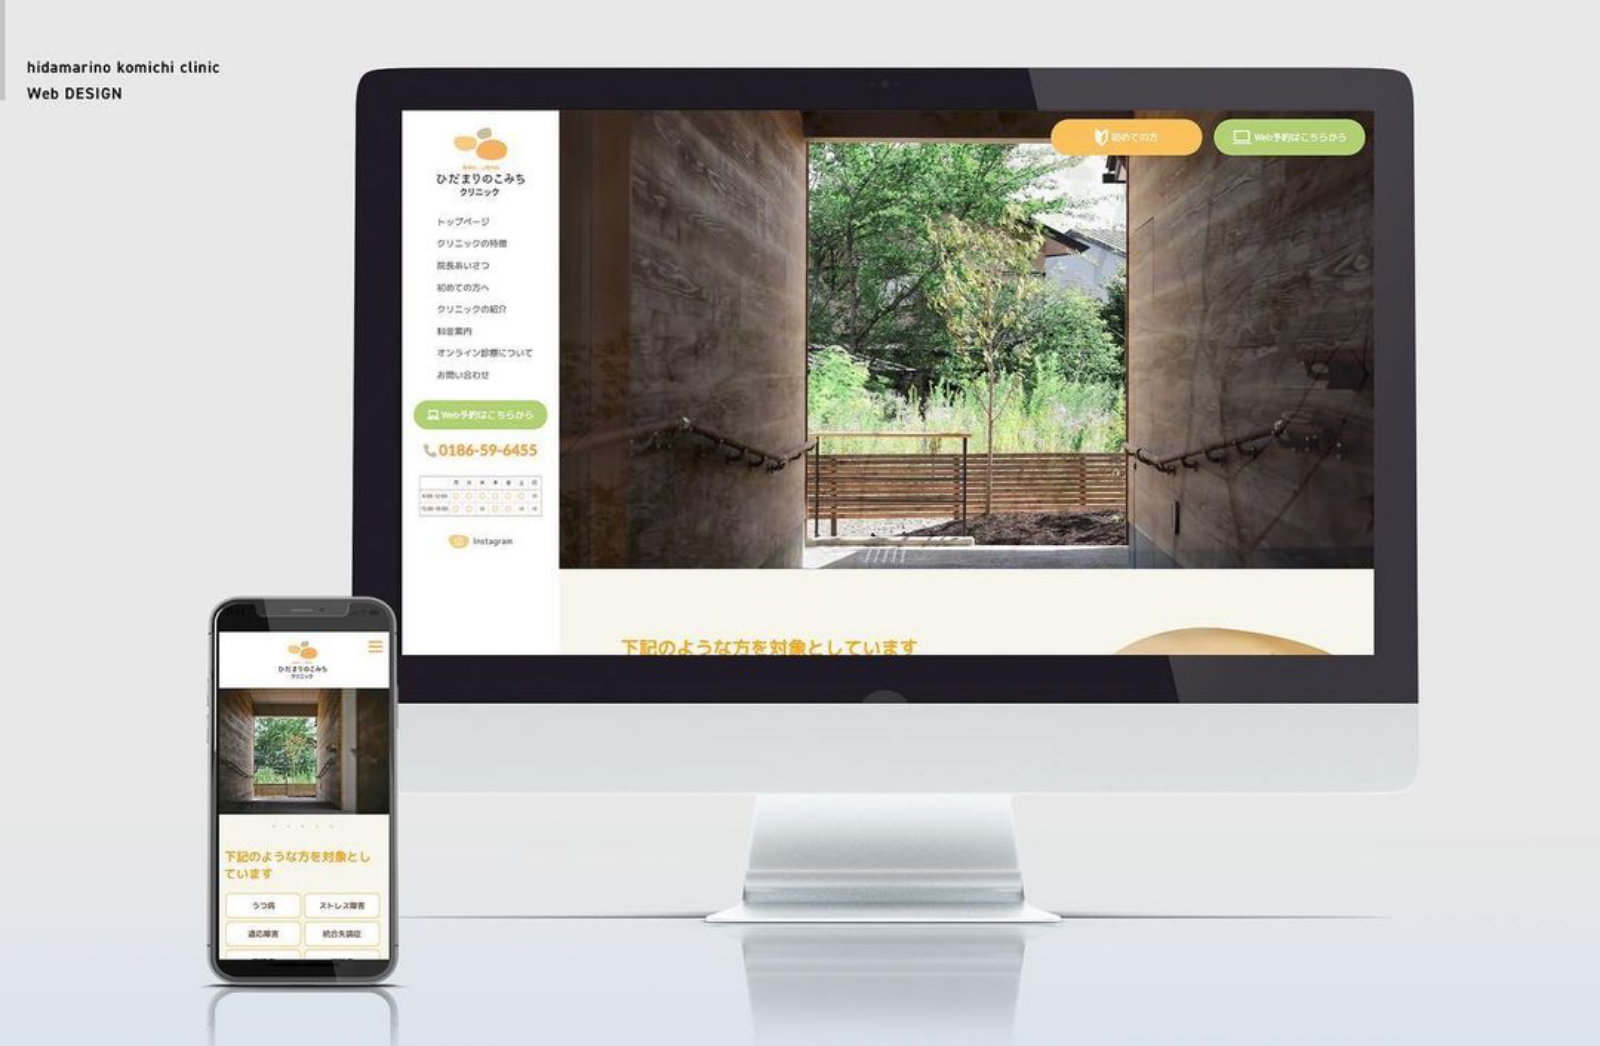 hidamarino komichi clinic
Web DESIGN
ひだまりのこみち
クリニック
トップページ
クリニックの特徴
院長あいさつ
初めての方へ
クリニックの紹介
料金案内
オンライン診療について
お問い合わせ
Web予約はこちらから
0186-59-6455
Instagram
初めての方
Web予約はこちらから
下記のような方を対象としています
ひだまりのこみち
クリニック
下記のような方を対象とし
ています
うつ病
ストレス障害
適応障害
統合失調症